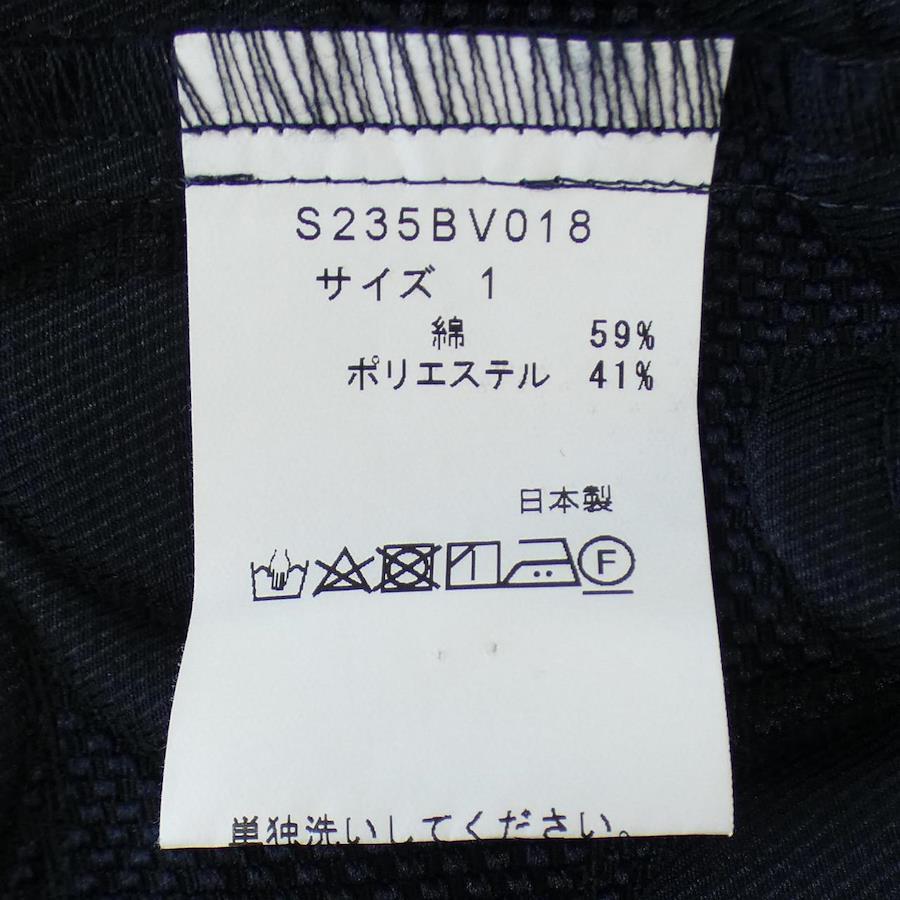 S235BV018
サイズ 1
綿 59%
ポリエステル 41%
日本製
F
単独洗いしてください。